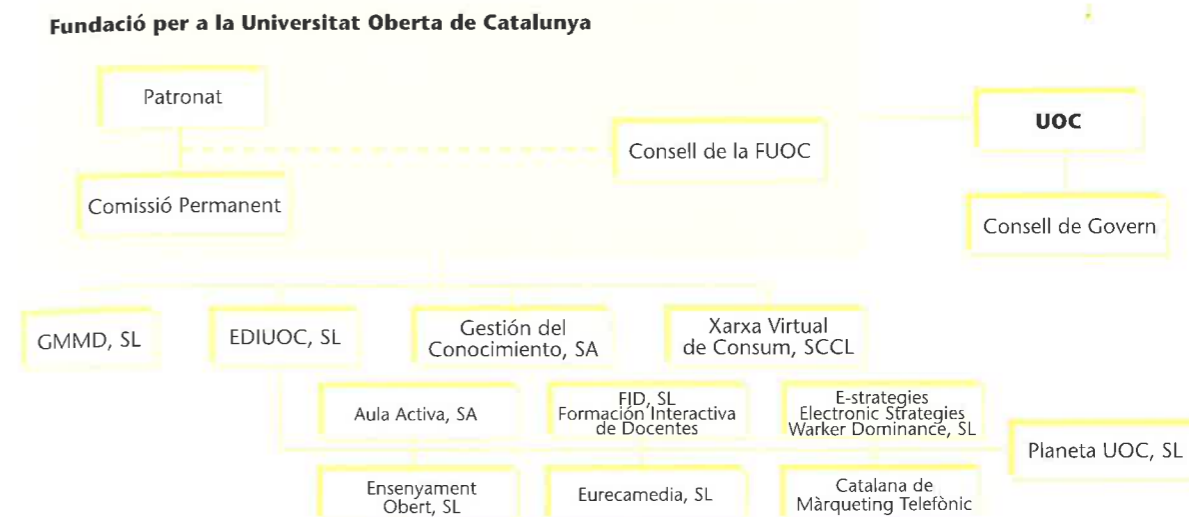 Fundació per a la Universitat Oberta de Catalunya
Patronat
UOC
Consell de la FUOC
Comissió Permanent
Consell de Govern
GMMD, SL
EDIUOC, SL
Gestión del
Conocimiento, SA
Xarxa Virtual
de Consum, SCCL
Aula Activa, SA
FID, SL
Formación Interactiva
de Docentes
E-strategies
Electronic Strategies
Warker Dominance, SL
Planeta UOC, SL
Ensenyament
Obert, SL
Eurecamedia, SL
Catalana de
Màrqueting Telefònic